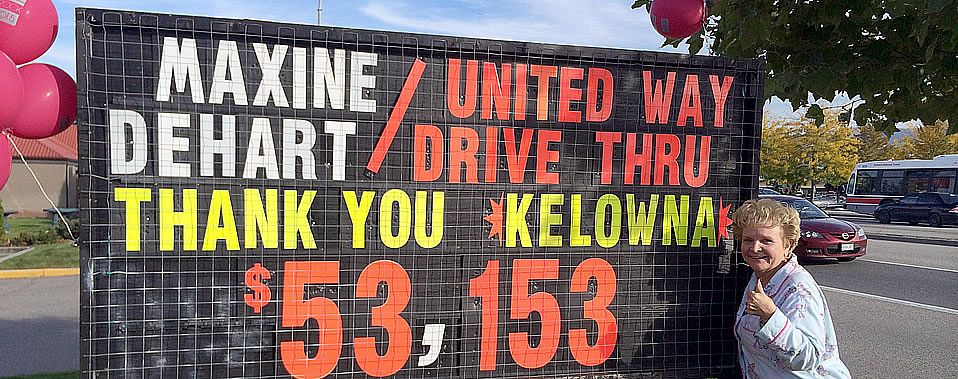 MAXINE / UNITED WAY
DEHART / DRIVE THRU
THANK YOU *KELOWNA*
$53,153